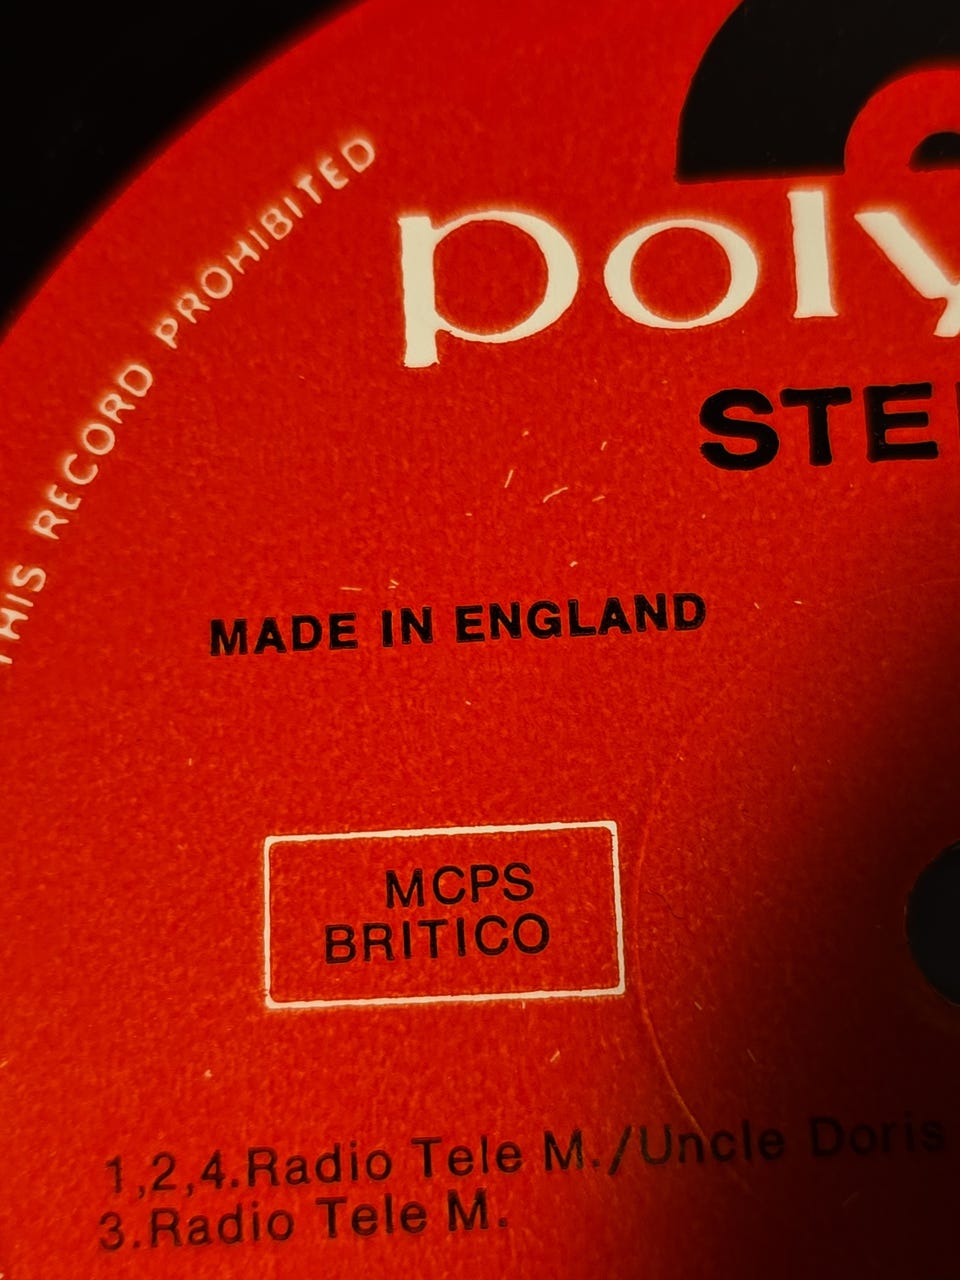 THIS RECORD PROHIBITED
poly
STE
MADE IN ENGLAND
MCPS
BRITICO
1,2,4.Radio Tele M./Uncle Doris
3.Radio Tele M.